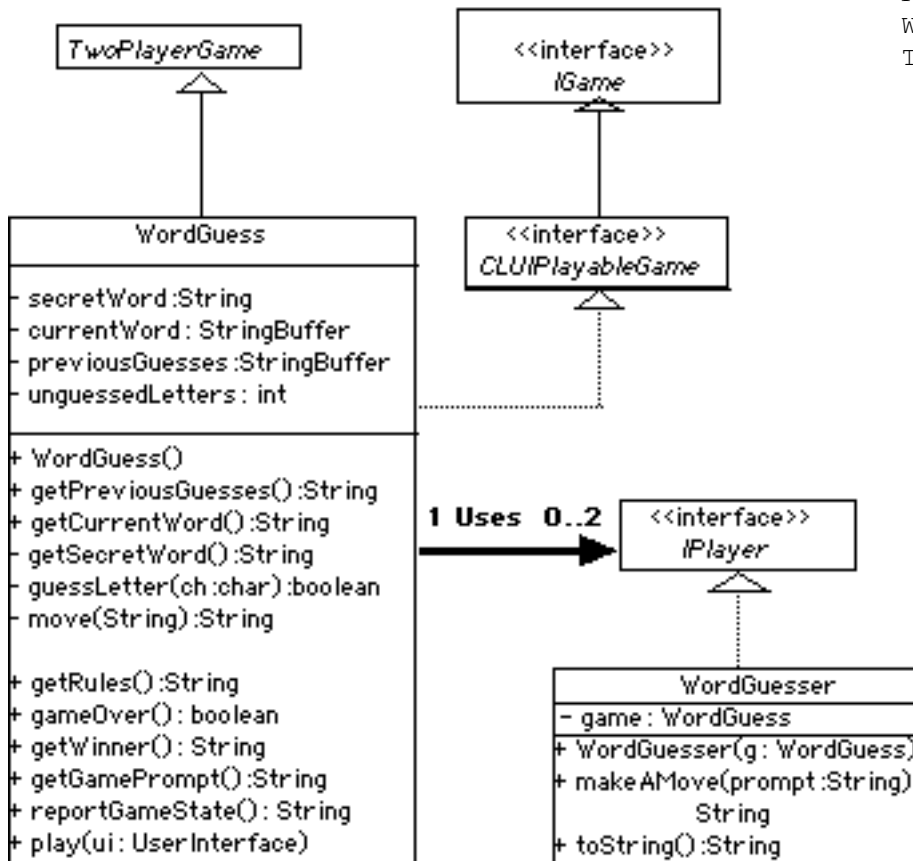 TwoPlayerGame
<<interface>>
IGame
W
T
WordGuess
- secretWord:String
- currentWord: StringBuffer
- previousGuesses:StringBuffer
- unguessedLetters: int
+ WordGuess()
+ getPreviousGuesses():String
+ getCurrentWord():String
- getSecretWord():String
- guessLetter(ch:char):boolean
- move(String):String
+ getRules():String
+ gameOver(): boolean
+ getWinner(): String
+ getGamePrompt():String
+ reportGameState(): String
+ play(ui: UserInterface)
<<interface>>
CLUIPlayableGame
1 Uses 0..2
<<interface>>
IPlayer
WordGuesser
- game: WordGuess
+ WordGuesser(g: WordGuess)
+ makeAMove(prompt:String)
String
+ toString():String